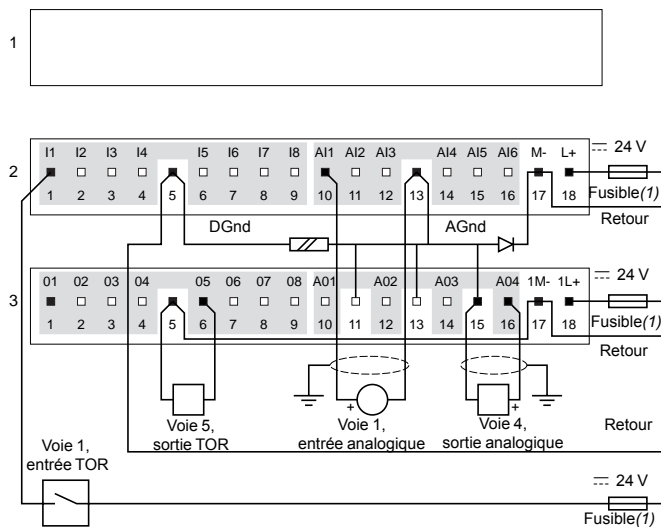 1
I1 I2 I3 I4 I5 I6 I7 I8 AI1 AI2 AI3 AI4 AI5 AI6 M- L+
24 V
2
1 2 3 4 5 6 7 8 9 10 11 12 13 14 15 16 17 18
Fusible(1)
DGnd AGnd
Retour
01 02 03 04 05 06 07 08 A01 A02 A03 A04 1M- 1L+
24 V
3
1 2 3 4 5 6 7 8 9 10 11 12 13 14 15 16 17 18
Fusible(1)
Retour
+ +
Voie 5,
sortie TOR
Voie 1,
entrée analogique
Voie 4,
sortie analogique
Retour
Voie 1,
entrée TOR
24 V
Fusible(1)